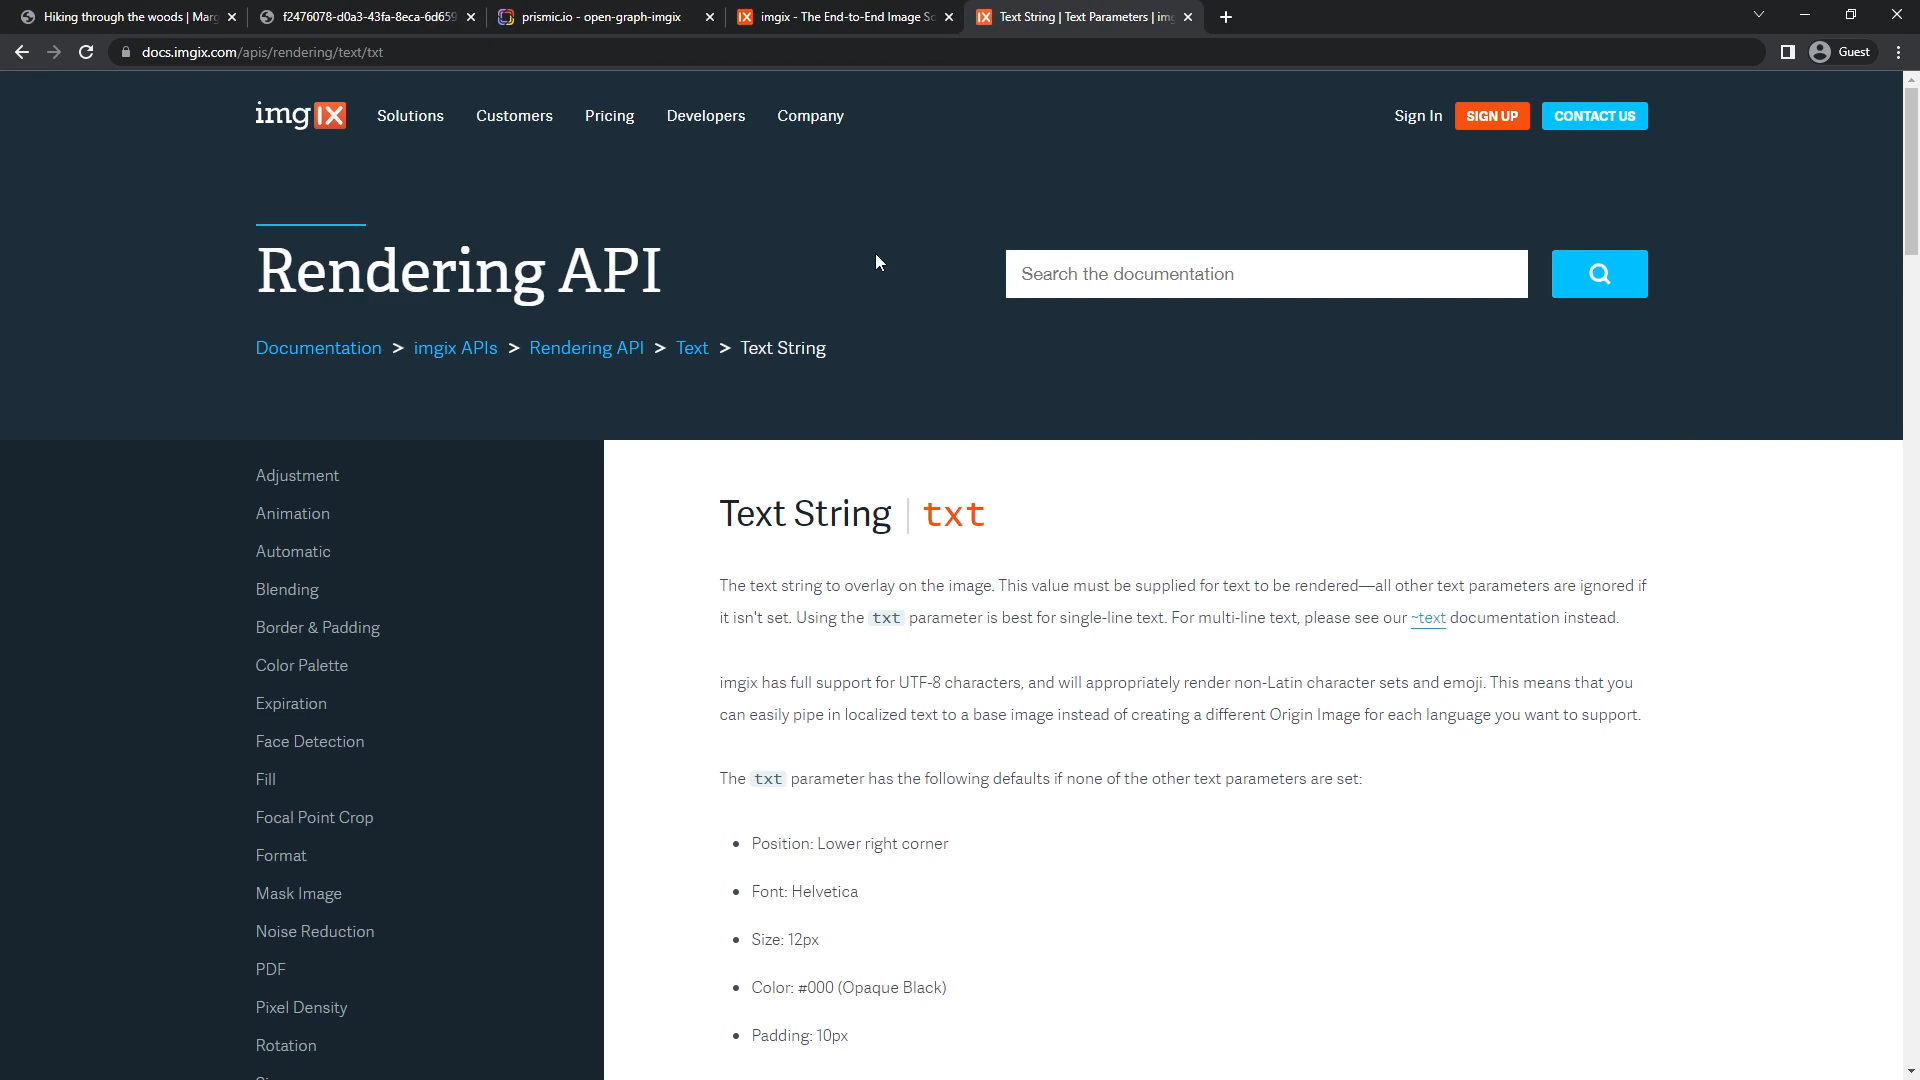 Hiking through the woods | Marg
f2476078-d0a3-43fa-8eca-6d659
prismic.io - open-graph-imgix
imgix - The End-to-End Image So
Text String | Text Parameters | im
docs.imgix.com/apis/rendering/text/txt
Guest
imgix
Solutions
Customers
Pricing
Developers
Company
Sign In
SIGN UP
CONTACT US
Rendering API
Search the documentation
Documentation > imgix APIs > Rendering API > Text > Text String
Adjustment
Animation
Automatic
Blending
Border & Padding
Color Palette
Expiration
Face Detection
Fill
Focal Point Crop
Format
Mask Image
Noise Reduction
PDF
Pixel Density
Rotation
Text String | txt
The text string to overlay on the image. This value must be supplied for text to be rendered—all other text parameters are ignored if
it isn't set. Using the txt parameter is best for single-line text. For multi-line text, please see our ~text documentation instead.
imgix has full support for UTF-8 characters, and will appropriately render non-Latin character sets and emoji. This means that you
can easily pipe in localized text to a base image instead of creating a different Origin Image for each language you want to support.
The txt parameter has the following defaults if none of the other text parameters are set:
• Position: Lower right corner
• Font: Helvetica
• Size: 12px
• Color: #000 (Opaque Black)
• Padding: 10px